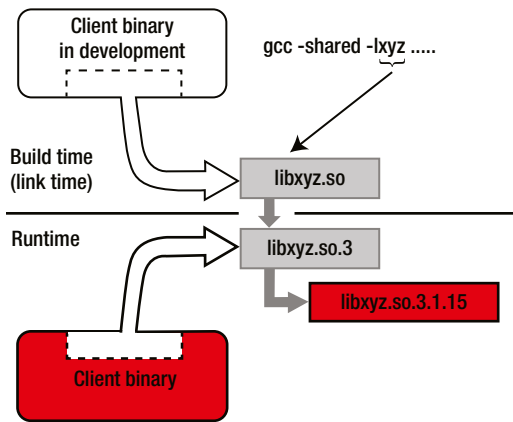 Client binary
in development
gcc -shared -lxyz .....
Build time
(link time)
libxyz.so
Runtime
libxyz.so.3
libxyz.so.3.1.15
Client binary